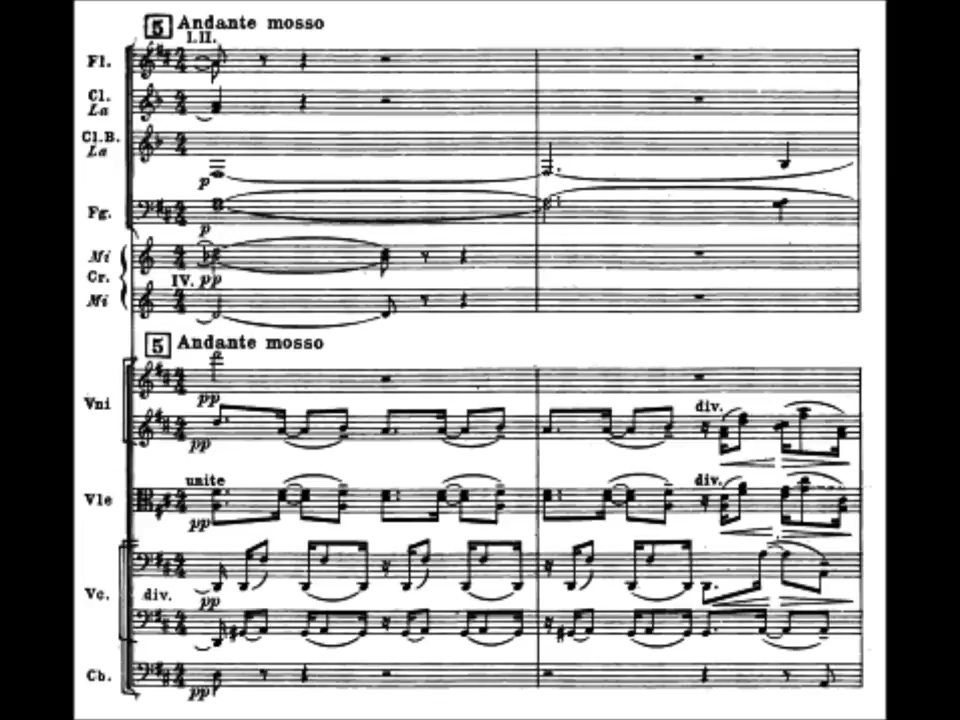 5 Andante mosso
I.II.
Fl.
Cl.
La
Cl.B.
La
p
Fg.
p
Mi
Cr.
IV. pp
Mi
5 Andante mosso
Vni
pp
div.
pp
unite
div.
Vle
pp
Vc. div.
pp
Cb.
pp